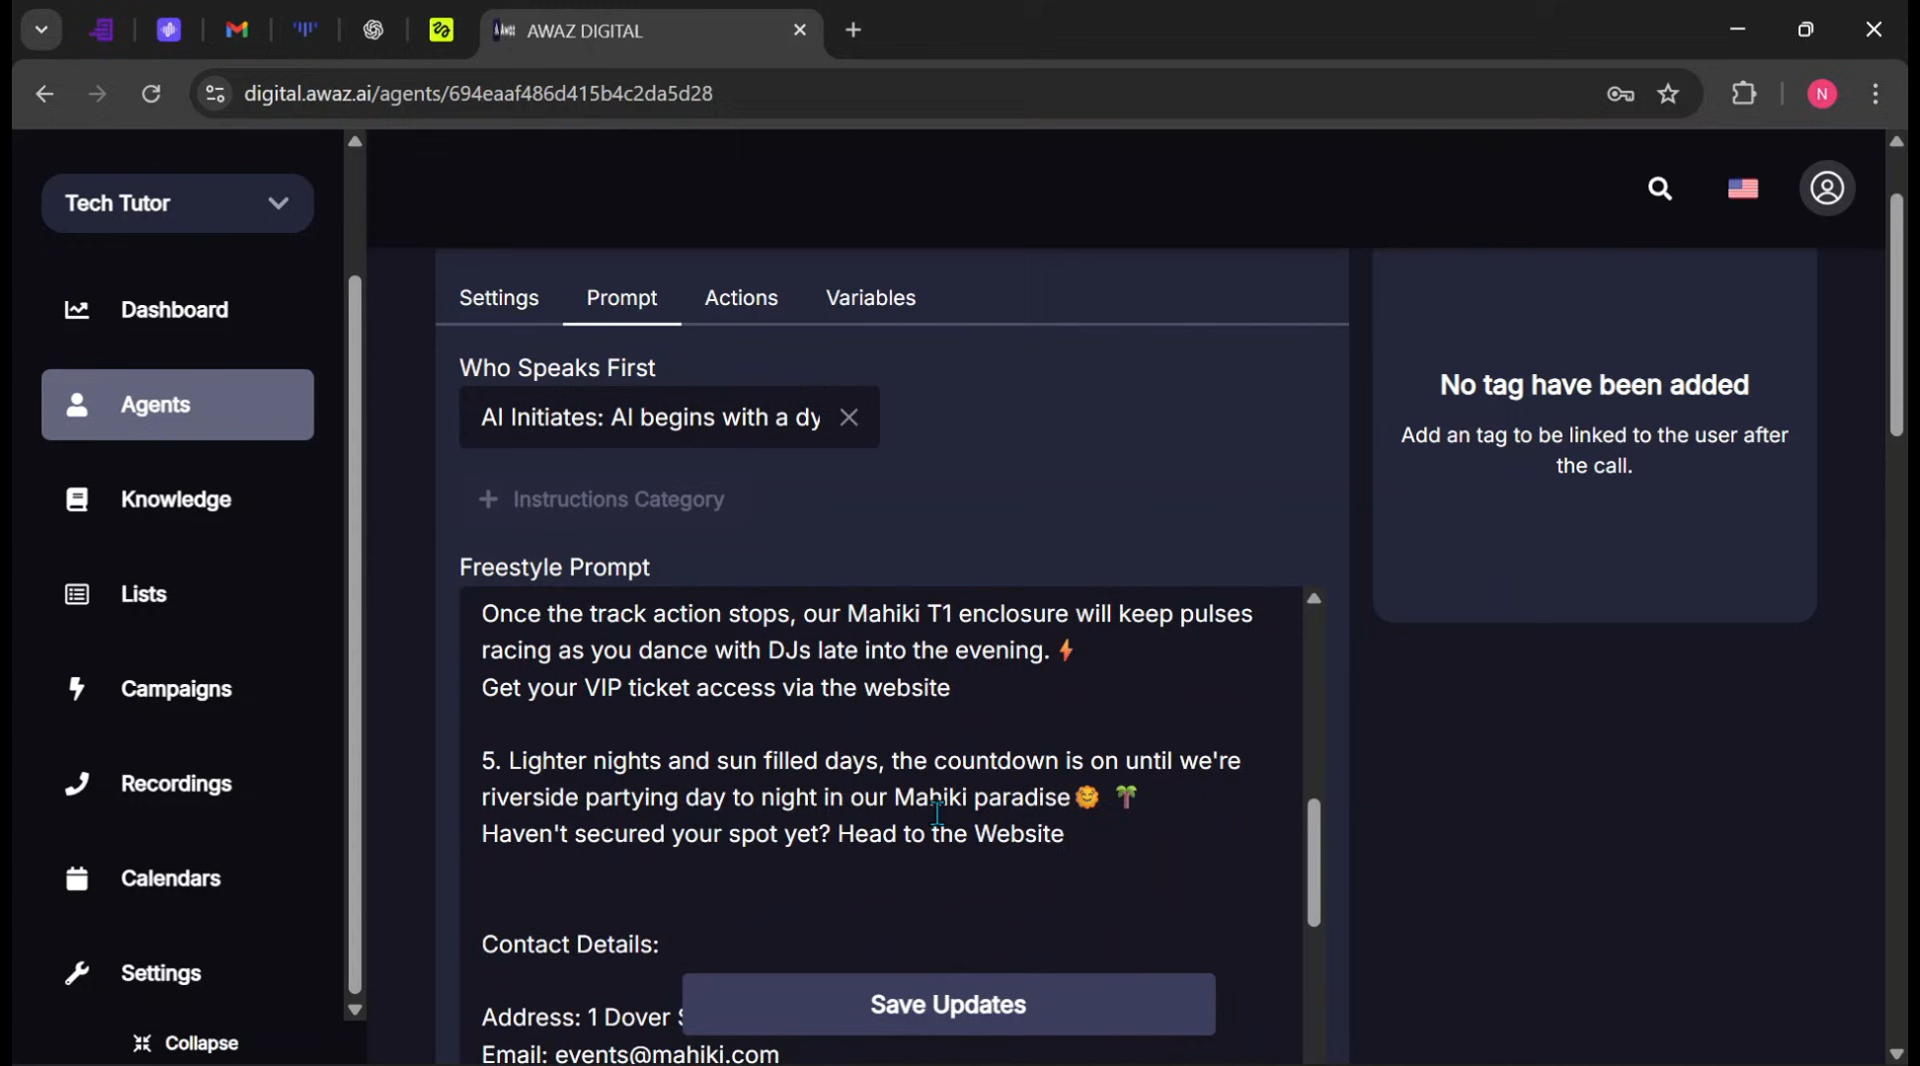 AWAZ DIGITAL
digital.awaz.ai/agents/694eaaf486d415b4c2da5d28
N
Tech Tutor
Dashboard
Agents
Knowledge
Lists
Campaigns
Recordings
Calendars
Settings
Collapse
Settings Prompt Actions Variables
Who Speaks First
AI Initiates: AI begins with a dy
+ Instructions Category
Freestyle Prompt
Once the track action stops, our Mahiki T1 enclosure will keep pulses
racing as you dance with DJs late into the evening. ⚡
Get your VIP ticket access via the website
5. Lighter nights and sun filled days, the countdown is on until we're
riverside partying day to night in our Mahiki paradise🌞 🌴
Haven't secured your spot yet? Head to the Website
Contact Details:
Address: 1 Dover
Email: events@mahiki.com
Save Updates
No tag have been added
Add an tag to be linked to the user after
the call.